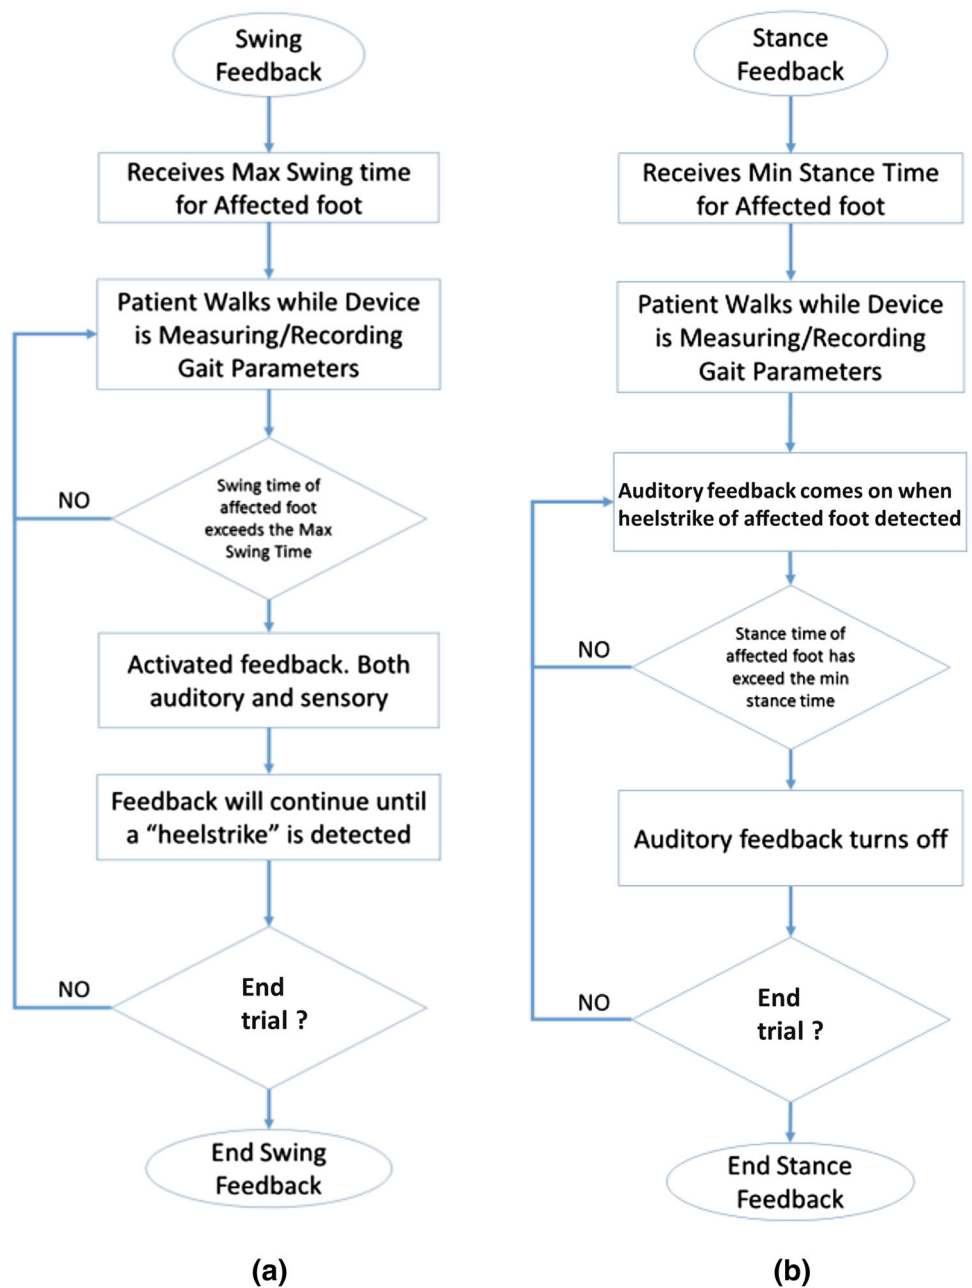 Swing
Feedback
Receives Max Swing time
for Affected foot
Patient Walks while Device
is Measuring/Recording
Gait Parameters
NO
Swing time of
affected foot
exceeds the Max
Swing Time
Activated feedback. Both
auditory and sensory
Feedback will continue until
a “heelstrike” is detected
NO
End
trial ?
End Swing
Feedback
(a)
Stance
Feedback
Receives Min Stance Time
for Affected foot
Patient Walks while Device
is Measuring/Recording
Gait Parameters
Auditory feedback comes on when
heelstrike of affected foot detected
NO
Stance time of
affected foot has
exceed the min
stance time
Auditory feedback turns off
NO
End
trial ?
End Stance
Feedback
(b)